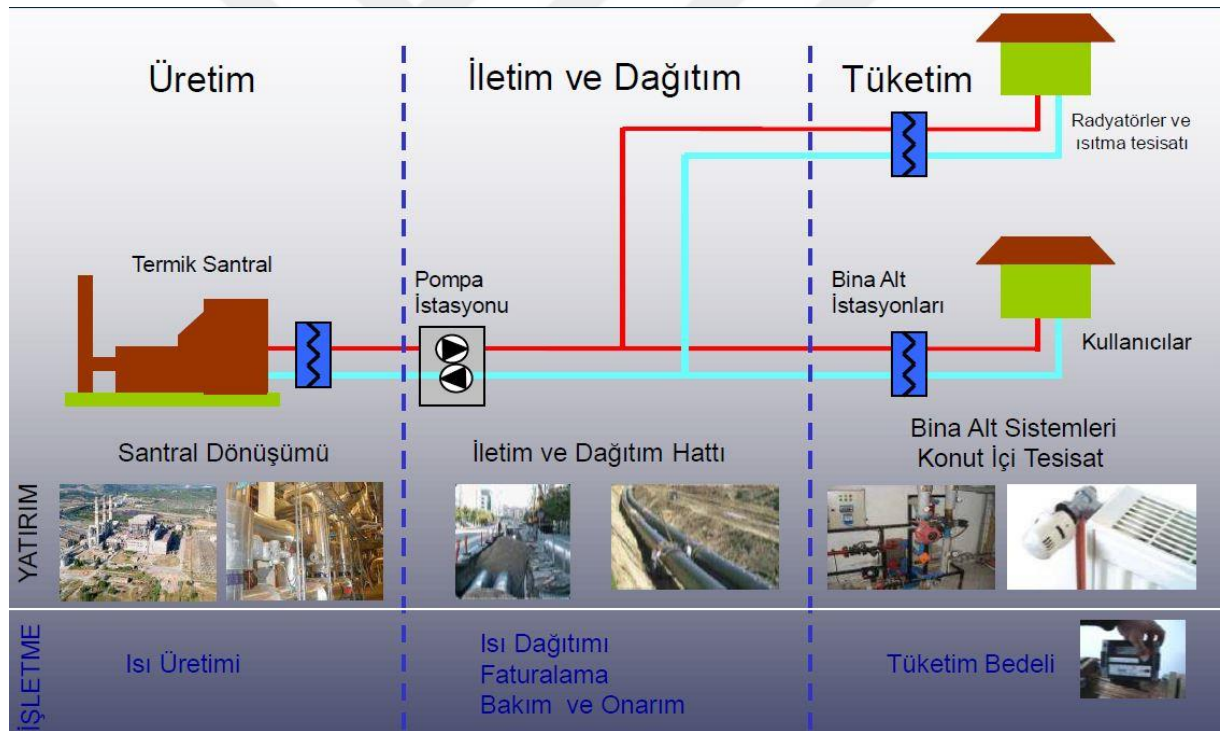 Üretim
İletim ve Dağıtım
Tüketim
Radyatörler ve
ısıtma tesisatı
Termik Santral
Pompa
İstasyonu
Bina Alt
İstasyonları
Kullanıcılar
Santral Dönüşümü
İletim ve Dağıtım Hattı
Bina Alt Sistemleri
Konut İçi Tesisat
YATIRIM
İŞLETME
Isı Üretimi
Isı Dağıtımı
Faturalama
Bakım ve Onarım
Tüketim Bedeli